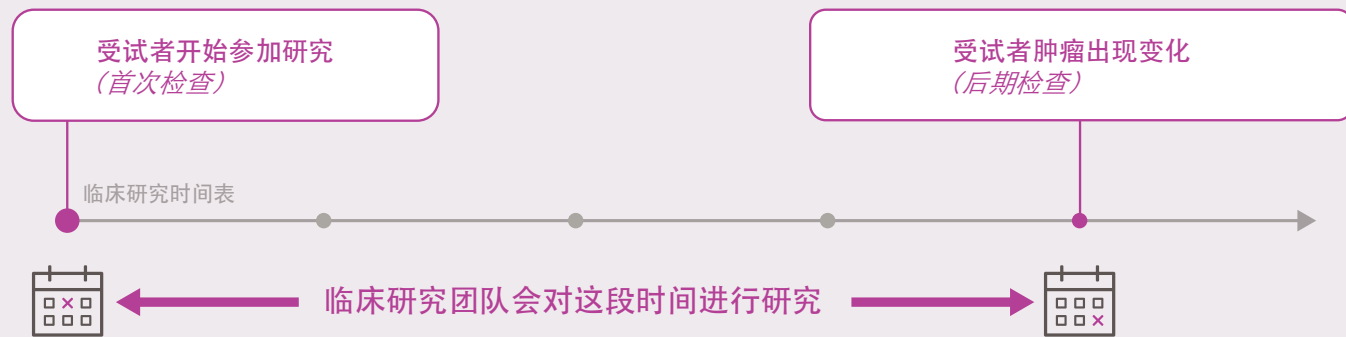 受试者开始参加研究
（首次检查）
受试者肿瘤出现变化
（后期检查）
临床研究时间表
临床研究团队会对这段时间进行研究